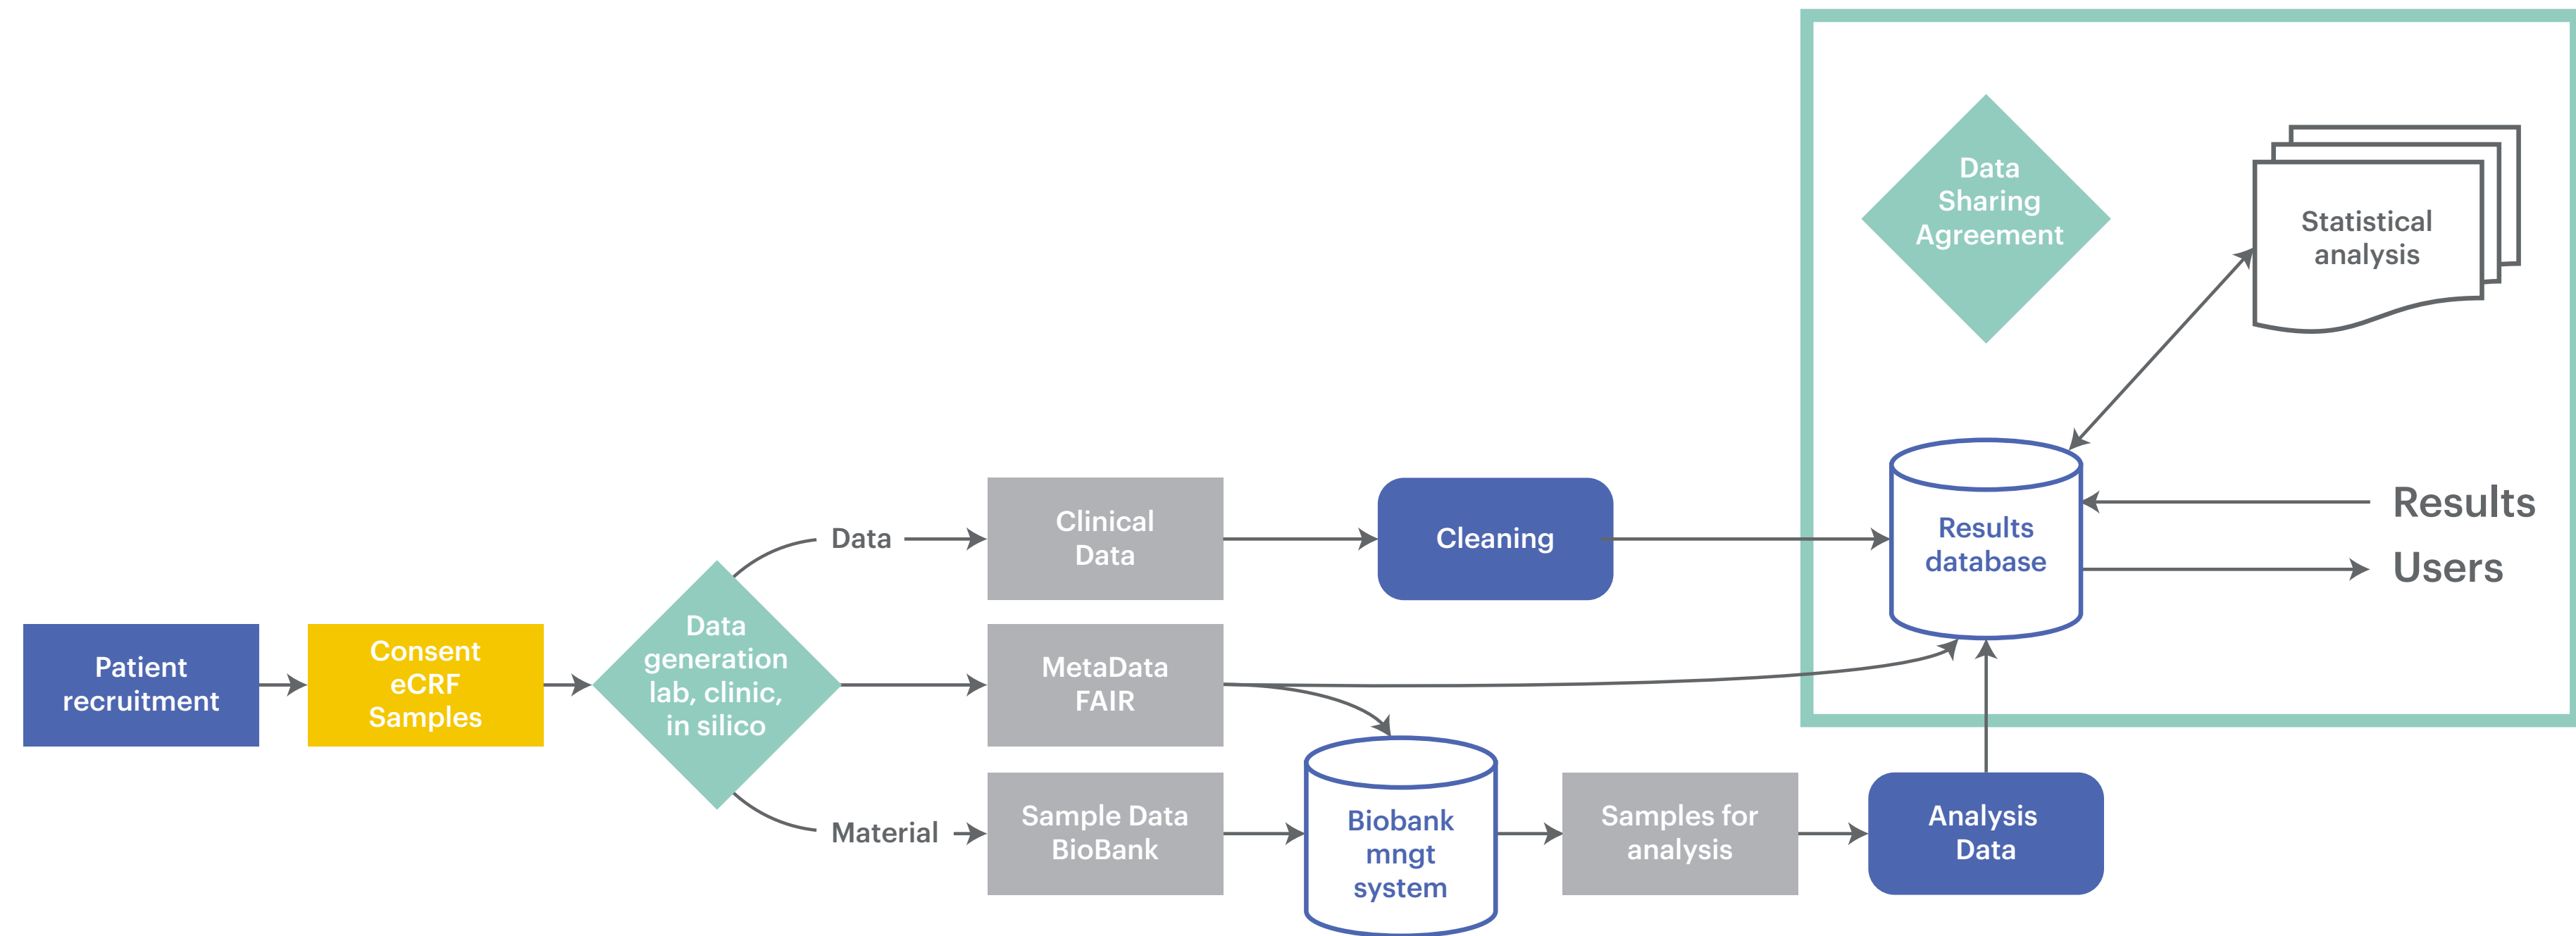 Data
Sharing
Agreement
Statistical
analysis
Results
database
Results
Users
Data
Clinical
Data
Cleaning
Patient
recruitment
Consent
eCRF
Samples
Data
generation
lab, clinic,
in silico
MetaData
FAIR
Material
Sample Data
BioBank
Biobank
mngt
system
Samples for
analysis
Analysis
Data